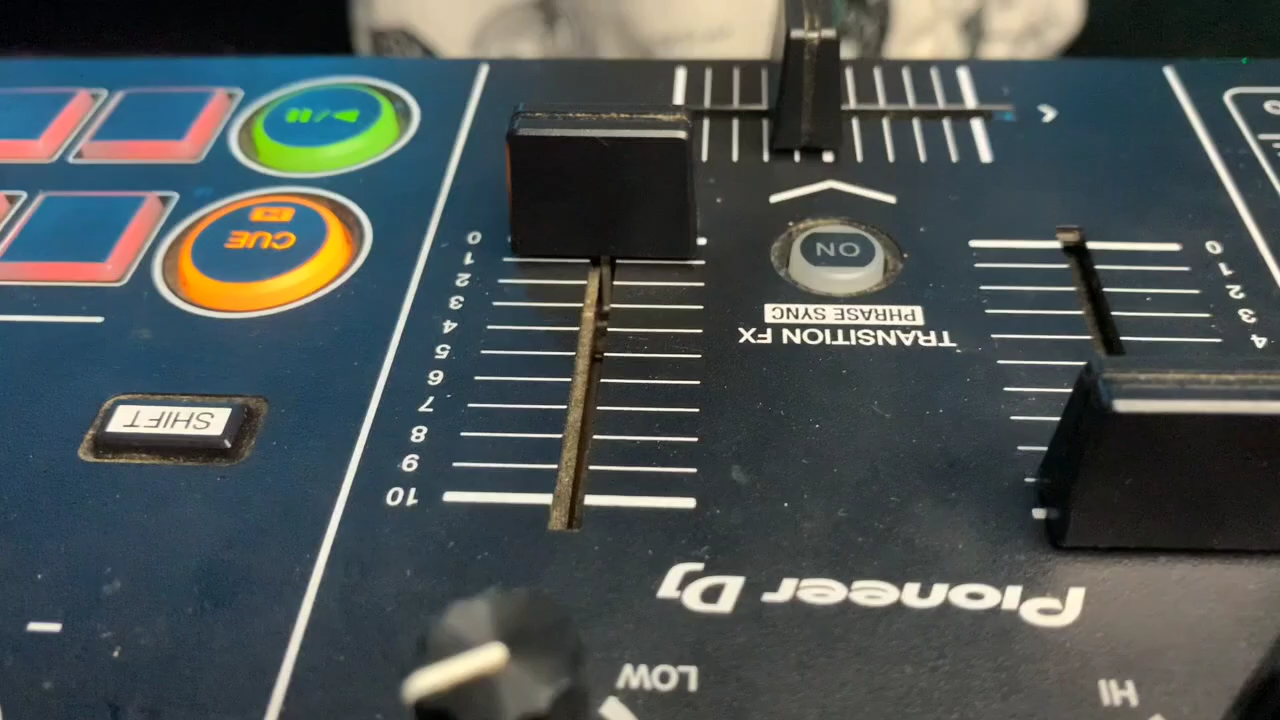 HI
LOW
Pioneer Dj
10
9
8
7
6
5
4
3
2
1
0
4
3
2
1
0
TRANSITION FX
PHRASE SYNC
ON
SHIFT
CUE